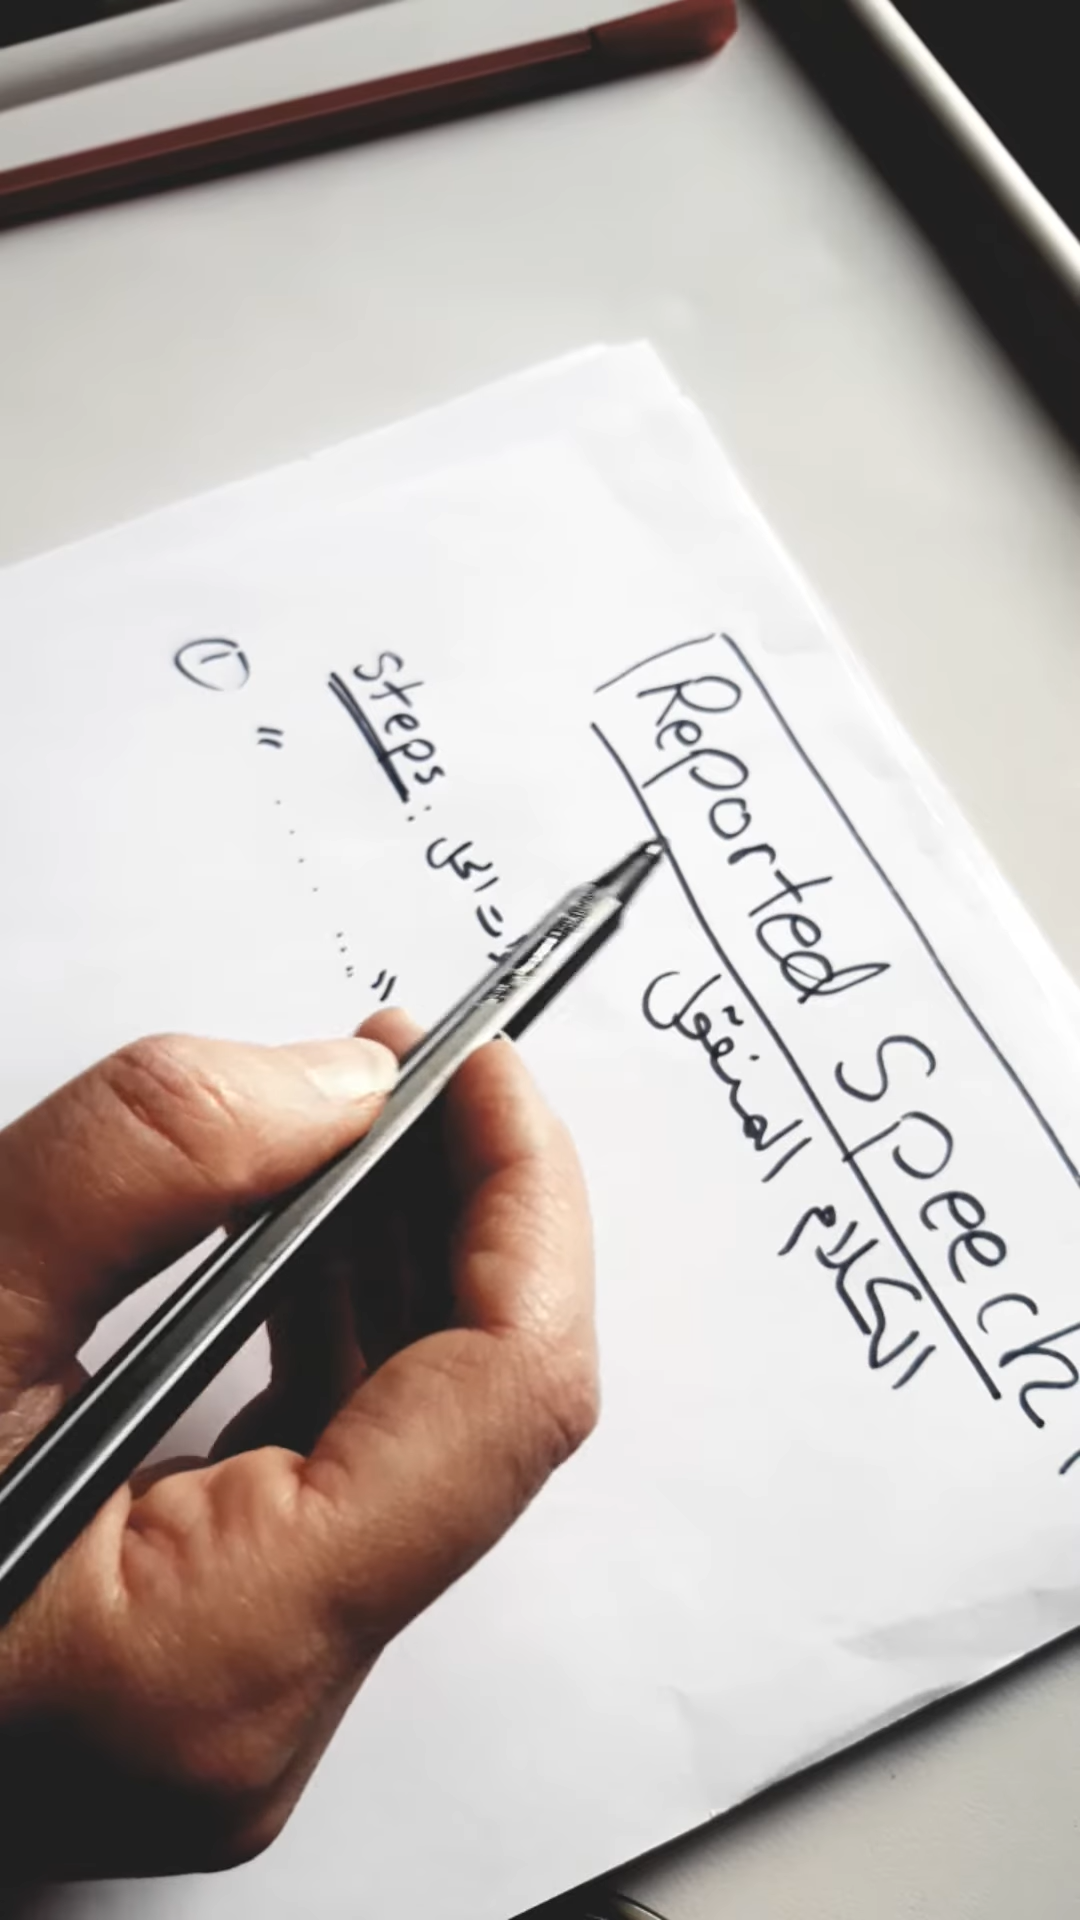 Reported Speech
الكلام المنقول
Steps:
① " ...... "